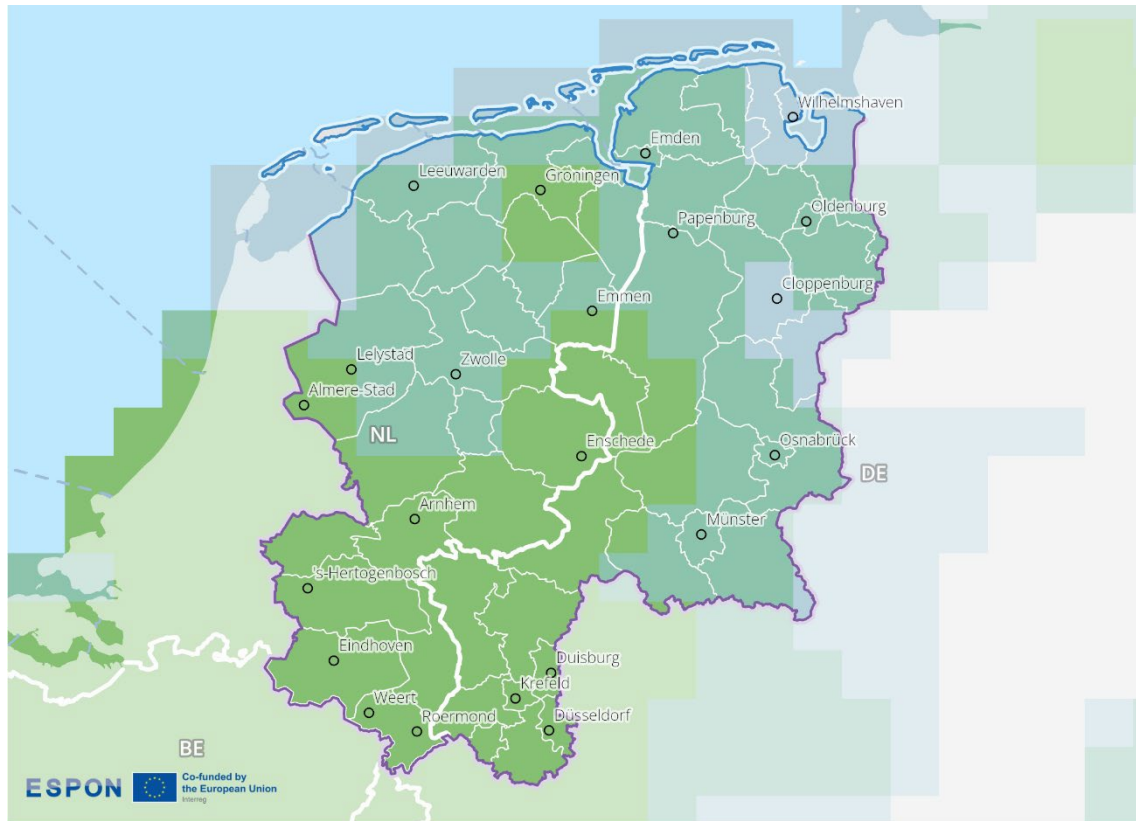 Wilhelmshaven
Emden
Leeuwarden
Groningen
Oldenburg
Papenburg
Cloppenburg
Emmen
Lelystad
Zwolle
Almere-Stad
NL
Enschede
Osnabrück
DE
Arnhem
Münster
's-Hertogenbosch
Eindhoven
Duisburg
Krefeld
Weert
Roermond
Düsseldorf
BE
ESPON
Co-funded by
the European Union
Interreg